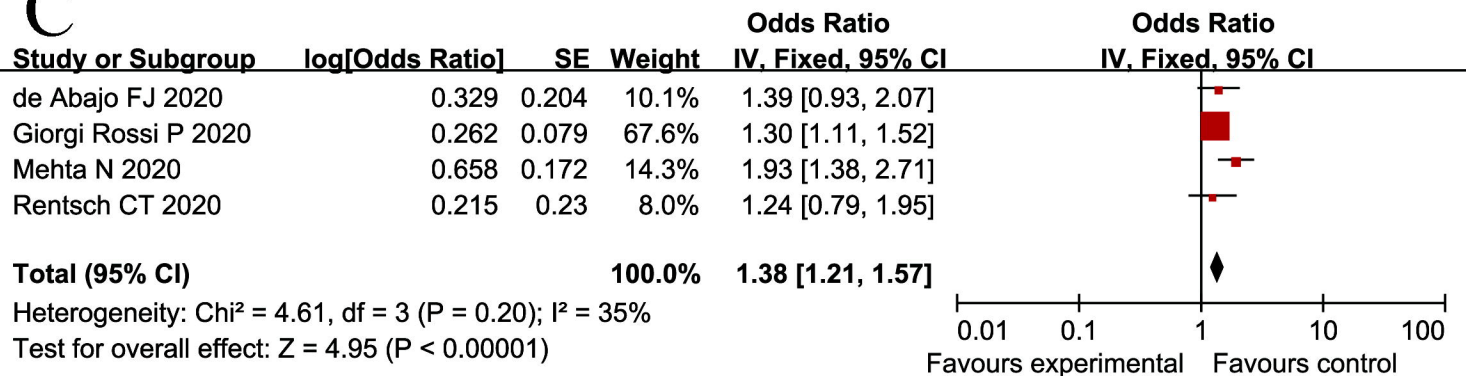 C
Odds Ratio Odds Ratio
Study or Subgroup log[Odds Ratio] SE Weight IV, Fixed, 95% CI IV, Fixed, 95% CI
de Abajo FJ 2020 0.329 0.204 10.1% 1.39 [0.93, 2.07]
Giorgi Rossi P 2020 0.262 0.079 67.6% 1.30 [1.11, 1.52]
Mehta N 2020 0.658 0.172 14.3% 1.93 [1.38, 2.71]
Rentsch CT 2020 0.215 0.23 8.0% 1.24 [0.79, 1.95]
Total (95% CI) 100.0% 1.38 [1.21, 1.57]
Heterogeneity: Chi² = 4.61, df = 3 (P = 0.20); I² = 35%
Test for overall effect: Z = 4.95 (P < 0.00001)
0.01 0.1 1 10 100
Favours experimental Favours control